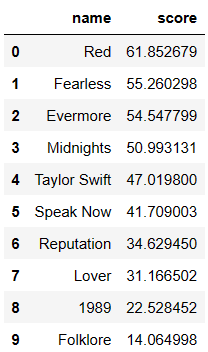 name score
0 Red 61.852679
1 Fearless 55.260298
2 Evermore 54.547799
3 Midnights 50.993131
4 Taylor Swift 47.019800
5 Speak Now 41.709003
6 Reputation 34.629450
7 Lover 31.166502
8 1989 22.528452
9 Folklore 14.064998